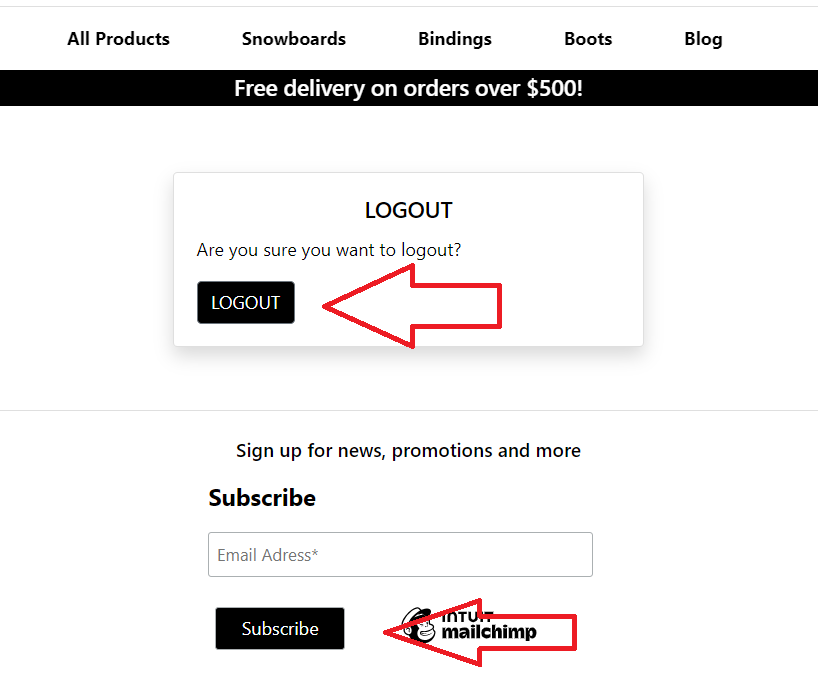 All Products Snowboards Bindings Boots Blog
Free delivery on orders over $500!
LOGOUT
Are you sure you want to logout?
LOGOUT
Sign up for news, promotions and more
Subscribe
Email Adress*
Subscribe
INTUIT
mailchimp